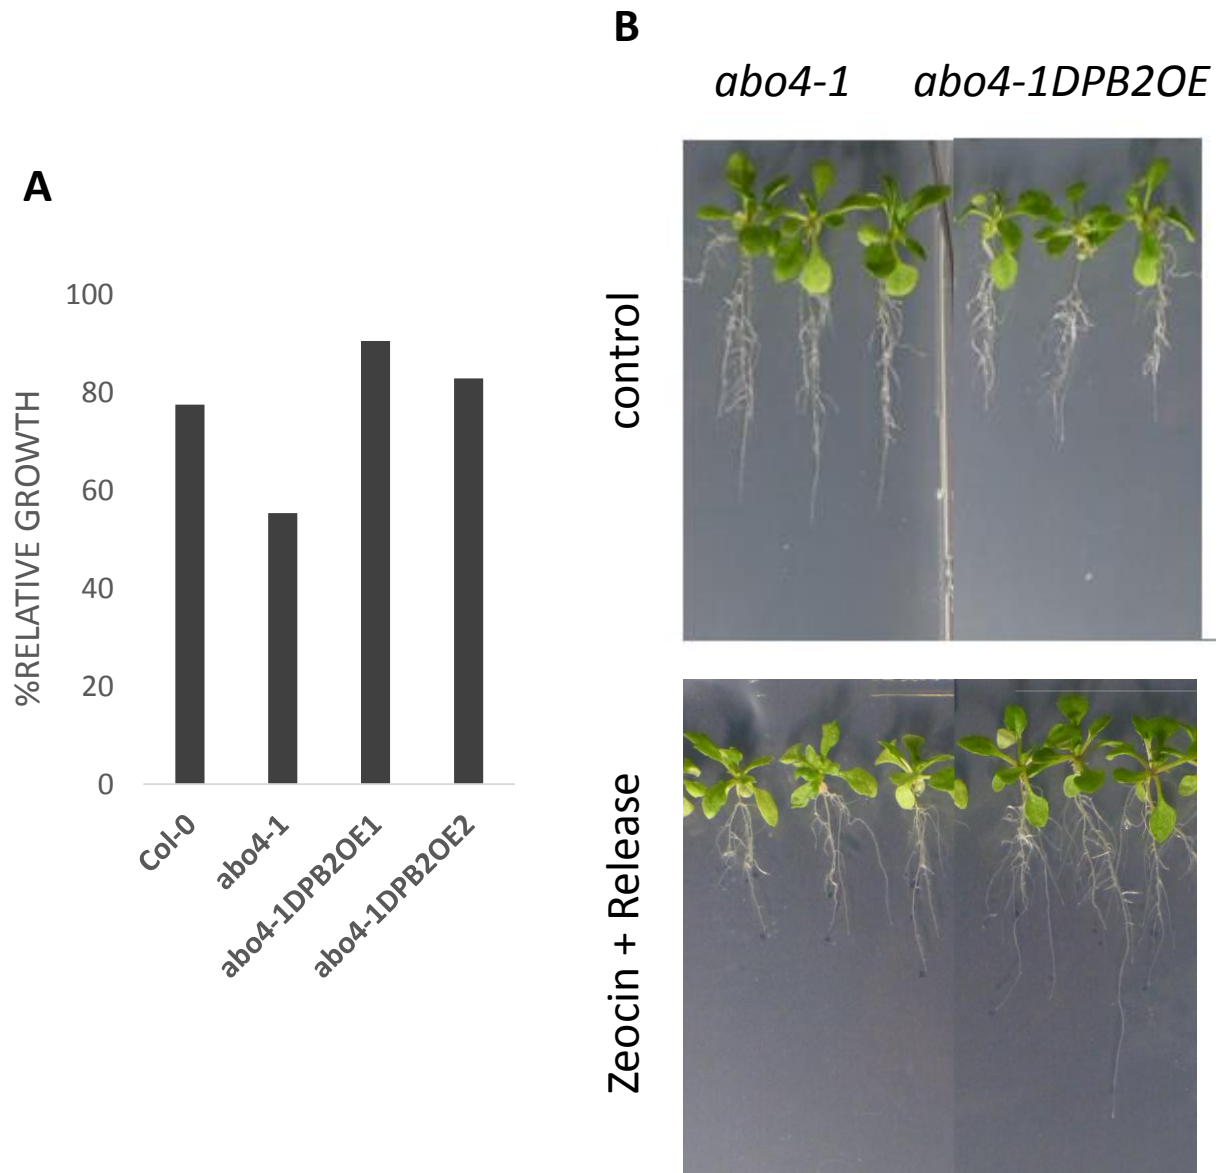 B
abo4-1 abo4-1DPB2OE
A
100
80
60
40
20
0
%RELATIVE GROWTH
Col-0
abo4-1
abo4-1DPB2OE1
abo4-1DPB2OE2
control
Zeocin + Release